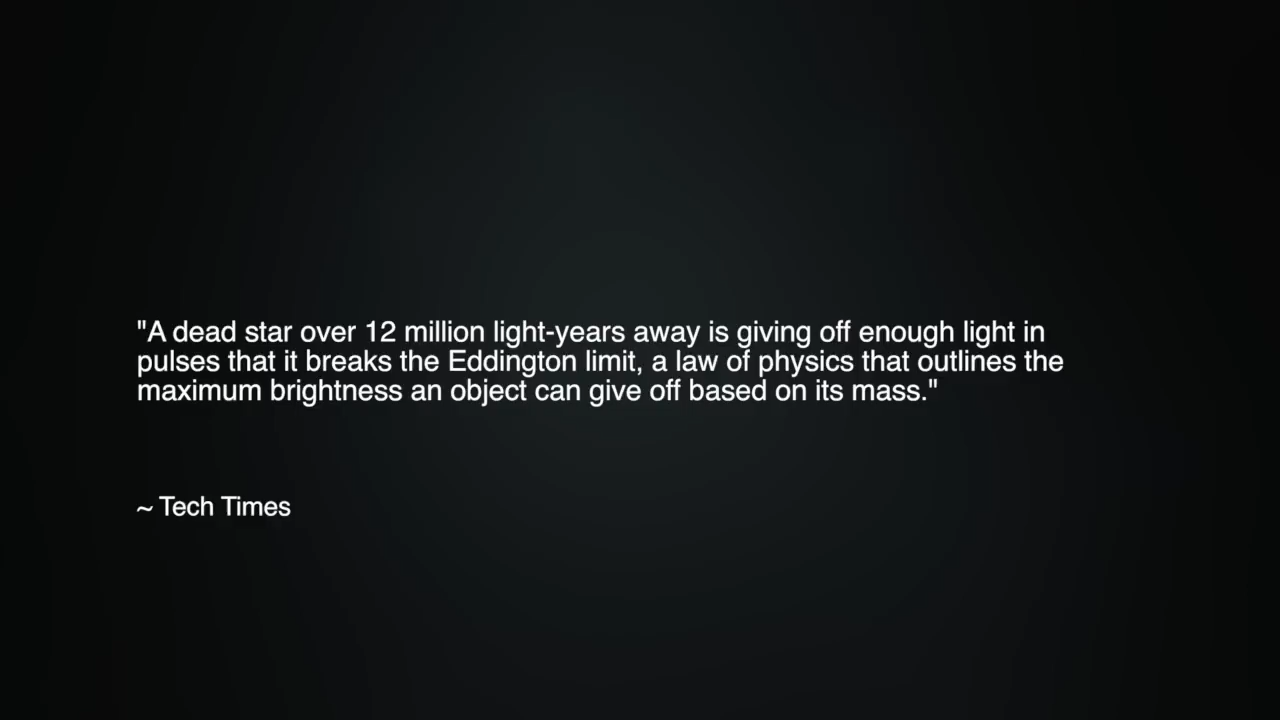 "A dead star over 12 million light-years away is giving off enough light in
pulses that it breaks the Eddington limit, a law of physics that outlines the
maximum brightness an object can give off based on its mass."
~ Tech Times